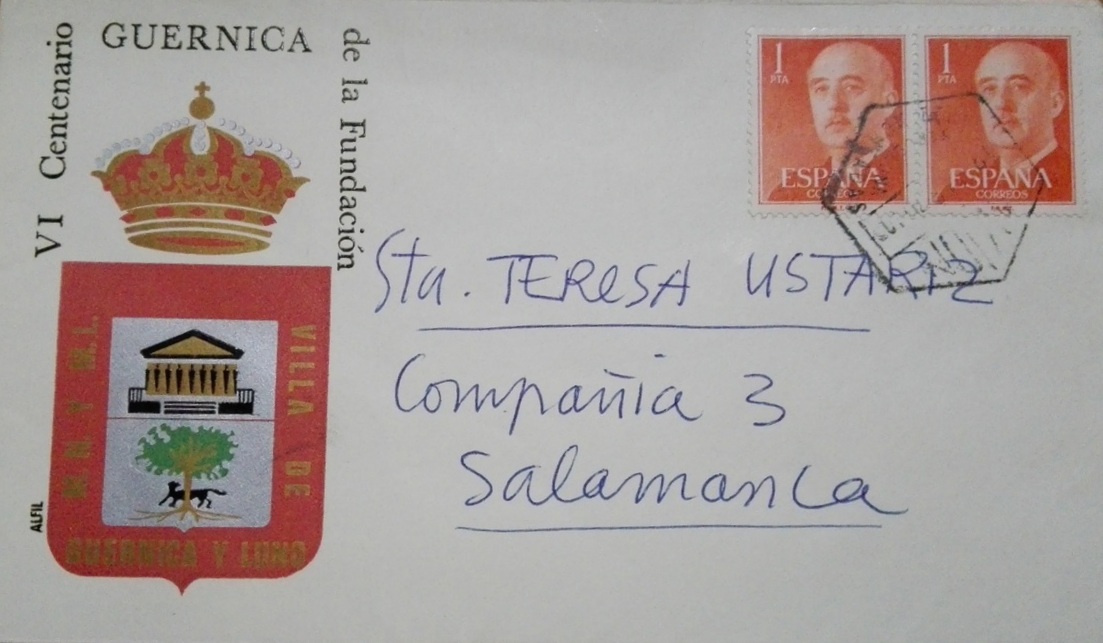 VI Centenario
GUERNICA
de la Fundación
M.N. Y M.L.
VILLA DE
GUERNICA Y LUNO
ALFIL
1
PTA
ESPAÑA
CORREOS
1
PTA
ESPAÑA
CORREOS
Sta. TERESA USTARIZ
Compañia 3
Salamanca